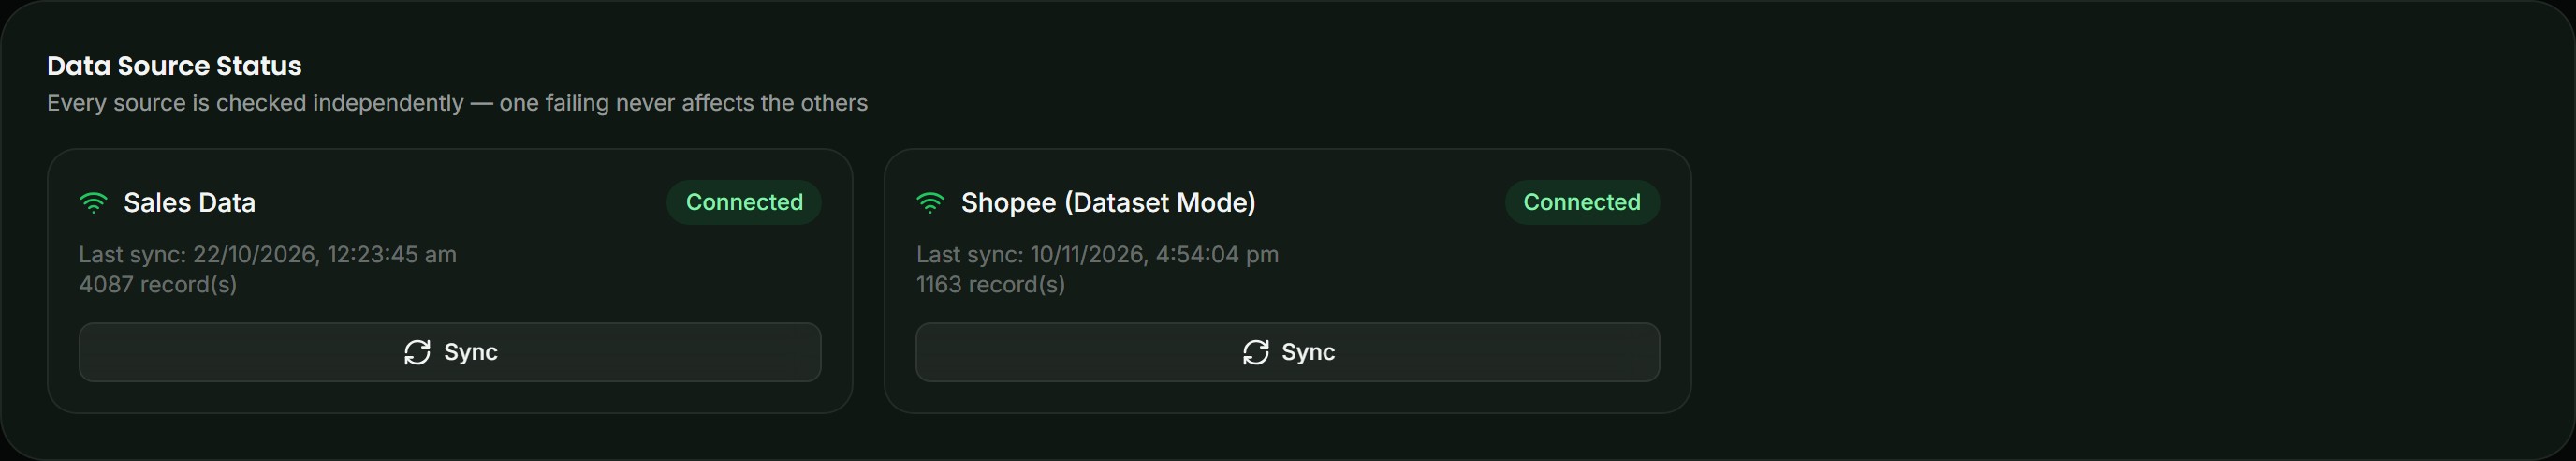 Data Source Status
Every source is checked independently — one failing never affects the others
Sales Data
Connected
Last sync: 22/10/2026, 12:23:45 am
4087 record(s)
Sync
Shopee (Dataset Mode)
Connected
Last sync: 10/11/2026, 4:54:04 pm
1163 record(s)
Sync